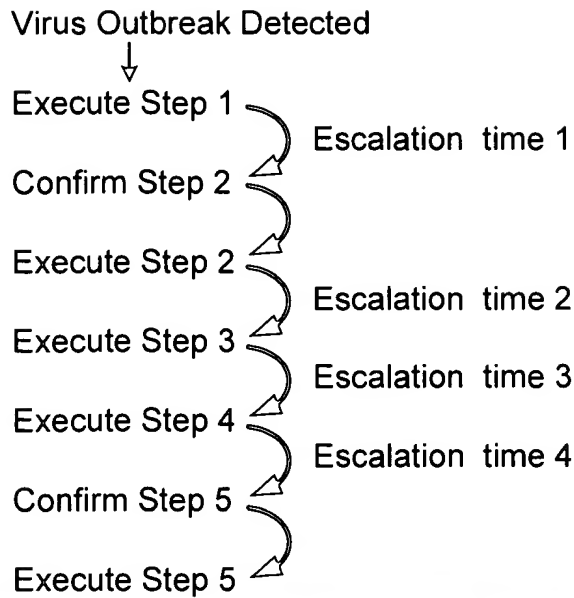 Virus Outbreak Detected
Execute Step 1
Escalation time 1
Confirm Step 2
Execute Step 2
Escalation time 2
Execute Step 3
Escalation time 3
Execute Step 4
Escalation time 4
Confirm Step 5
Execute Step 5